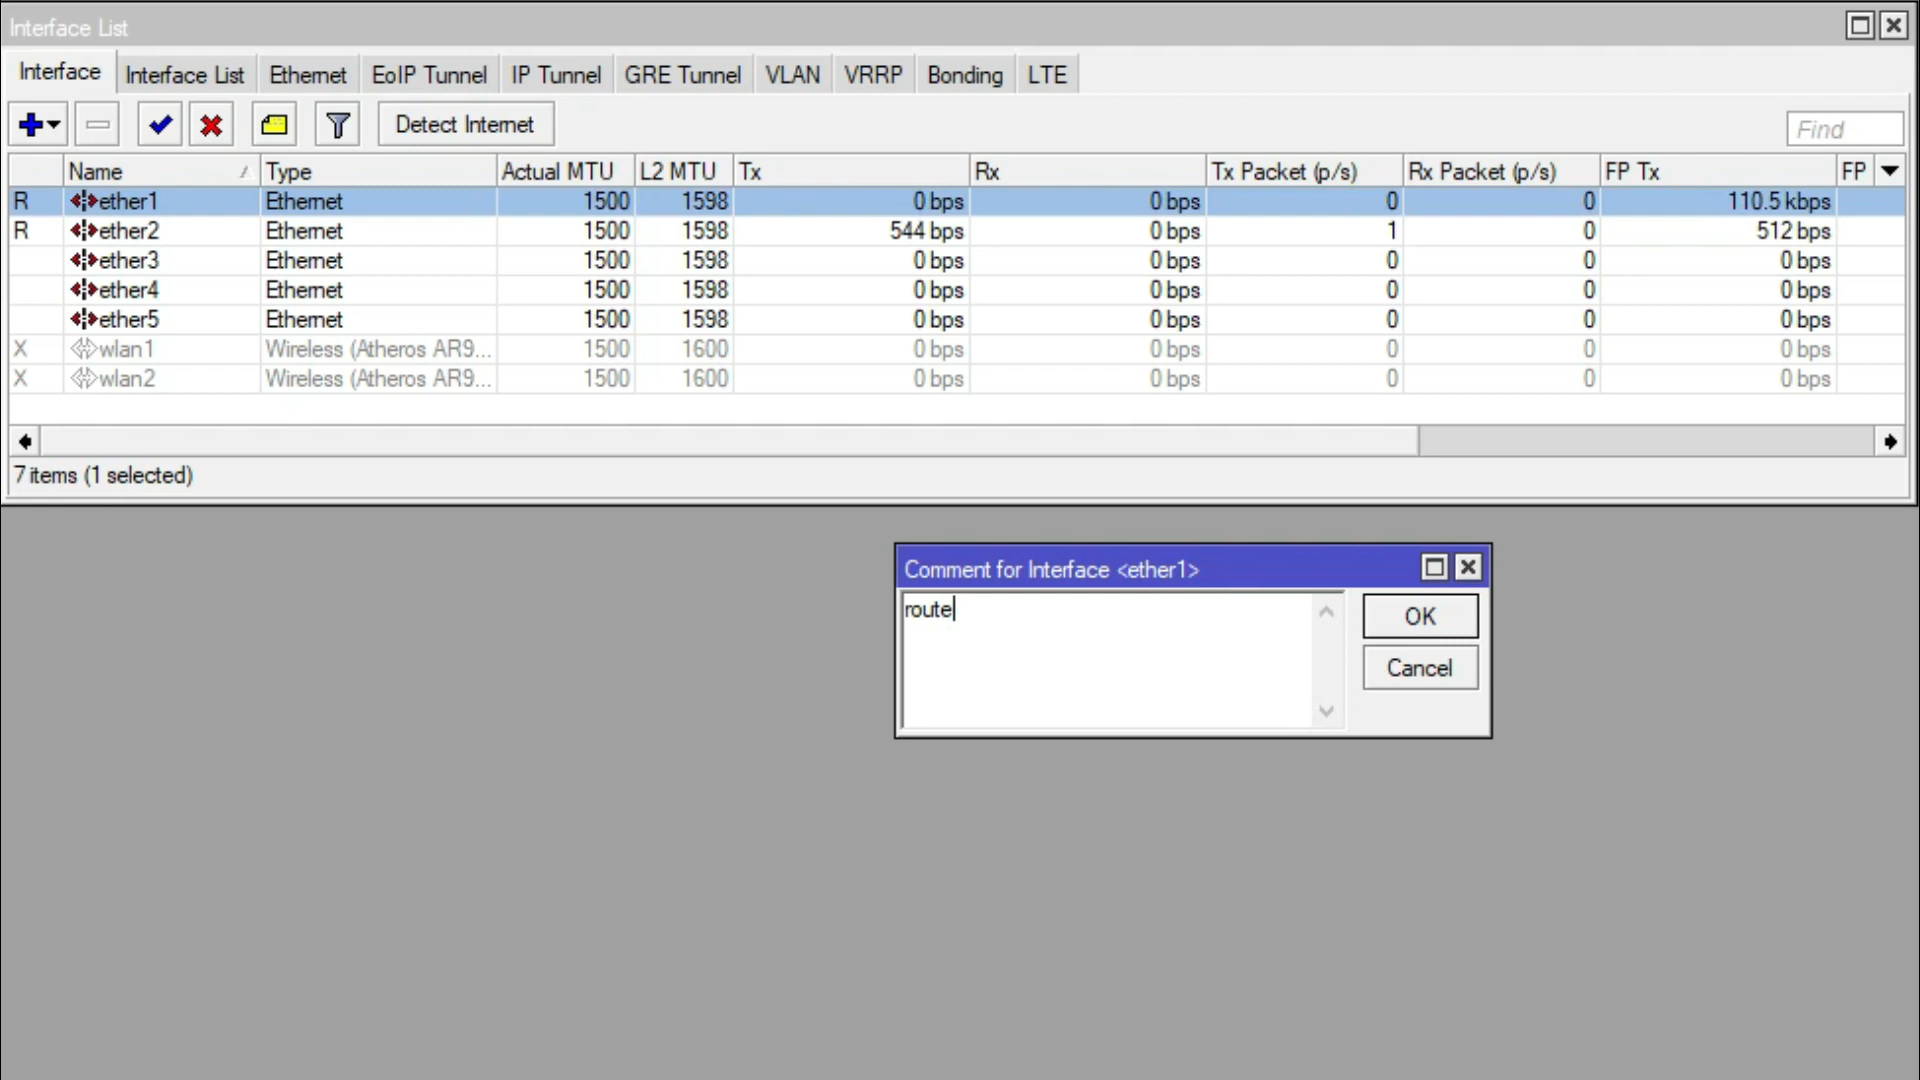 Interface List
Interface Interface List Ethernet EoIP Tunnel IP Tunnel GRE Tunnel VLAN VRRP Bonding LTE
Detect Internet Find
Name Type Actual MTU L2 MTU Tx Rx Tx Packet (p/s) Rx Packet (p/s) FP Tx FP
R ether1 Ethernet 1500 1598 0 bps 0 bps 0 0 110.5 kbps
R ether2 Ethernet 1500 1598 544 bps 0 bps 1 0 512 bps
ether3 Ethernet 1500 1598 0 bps 0 bps 0 0 0 bps
ether4 Ethernet 1500 1598 0 bps 0 bps 0 0 0 bps
ether5 Ethernet 1500 1598 0 bps 0 bps 0 0 0 bps
X wlan1 Wireless (Atheros AR9... 1500 1600 0 bps 0 bps 0 0 0 bps
X wlan2 Wireless (Atheros AR9... 1500 1600 0 bps 0 bps 0 0 0 bps
7 items (1 selected)
Comment for Interface <ether1>
route
OK
Cancel